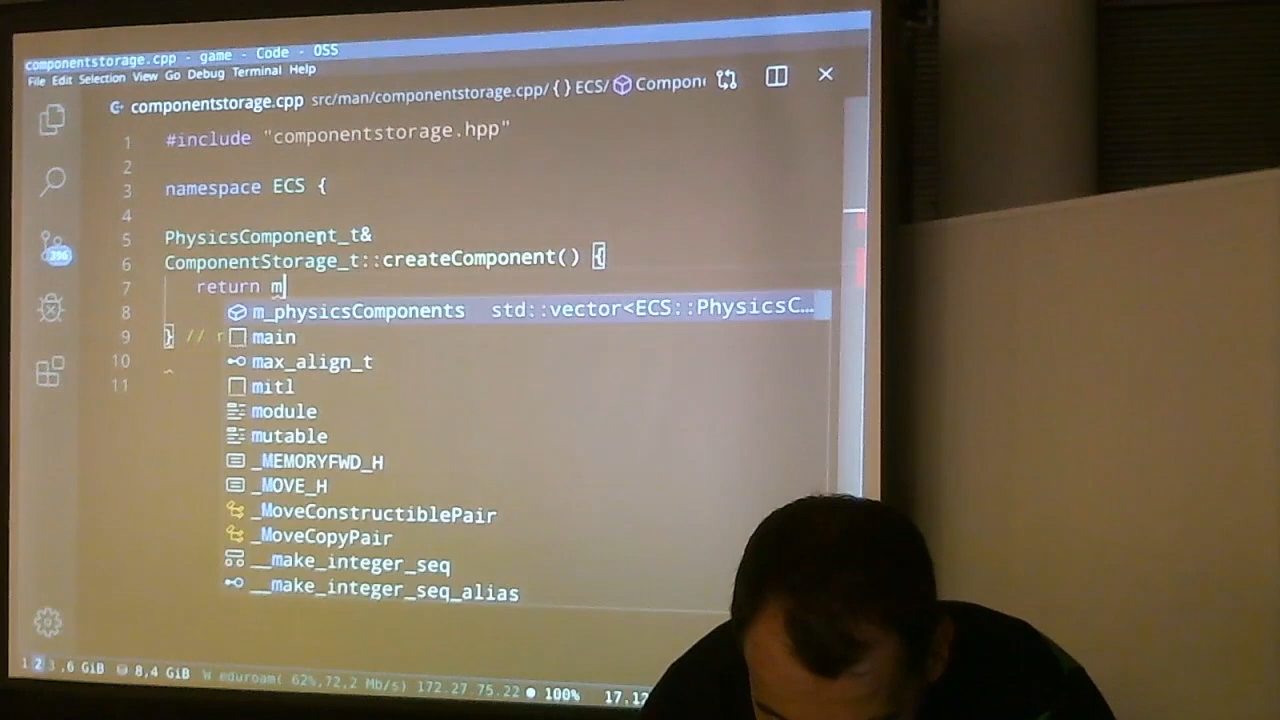 componentstorage.cpp - game - Code - OSS
File Edit Selection View Go Debug Terminal Help
componentstorage.cpp src/man/componentstorage.cpp/ {} ECS/ Compon
1 #include "componentstorage.hpp"
2
3 namespace ECS {
4
5 PhysicsComponent_t&
6 ComponentStorage_t::createComponent() {
7 return m
8 m_physicsComponents std::vector<ECS::PhysicsC…
9 } // r main
10 max_align_t
11 mitl
module
mutable
_MEMORYFWD_H
_MOVE_H
_MoveConstructiblePair
_MoveCopyPair
__make_integer_seq
__make_integer_seq_alias
396
1 2 3 ,6 GiB 8,4 GiB W eduroam( 62%,72,2 Mb/s) 172.27.75.22 100% 17.12